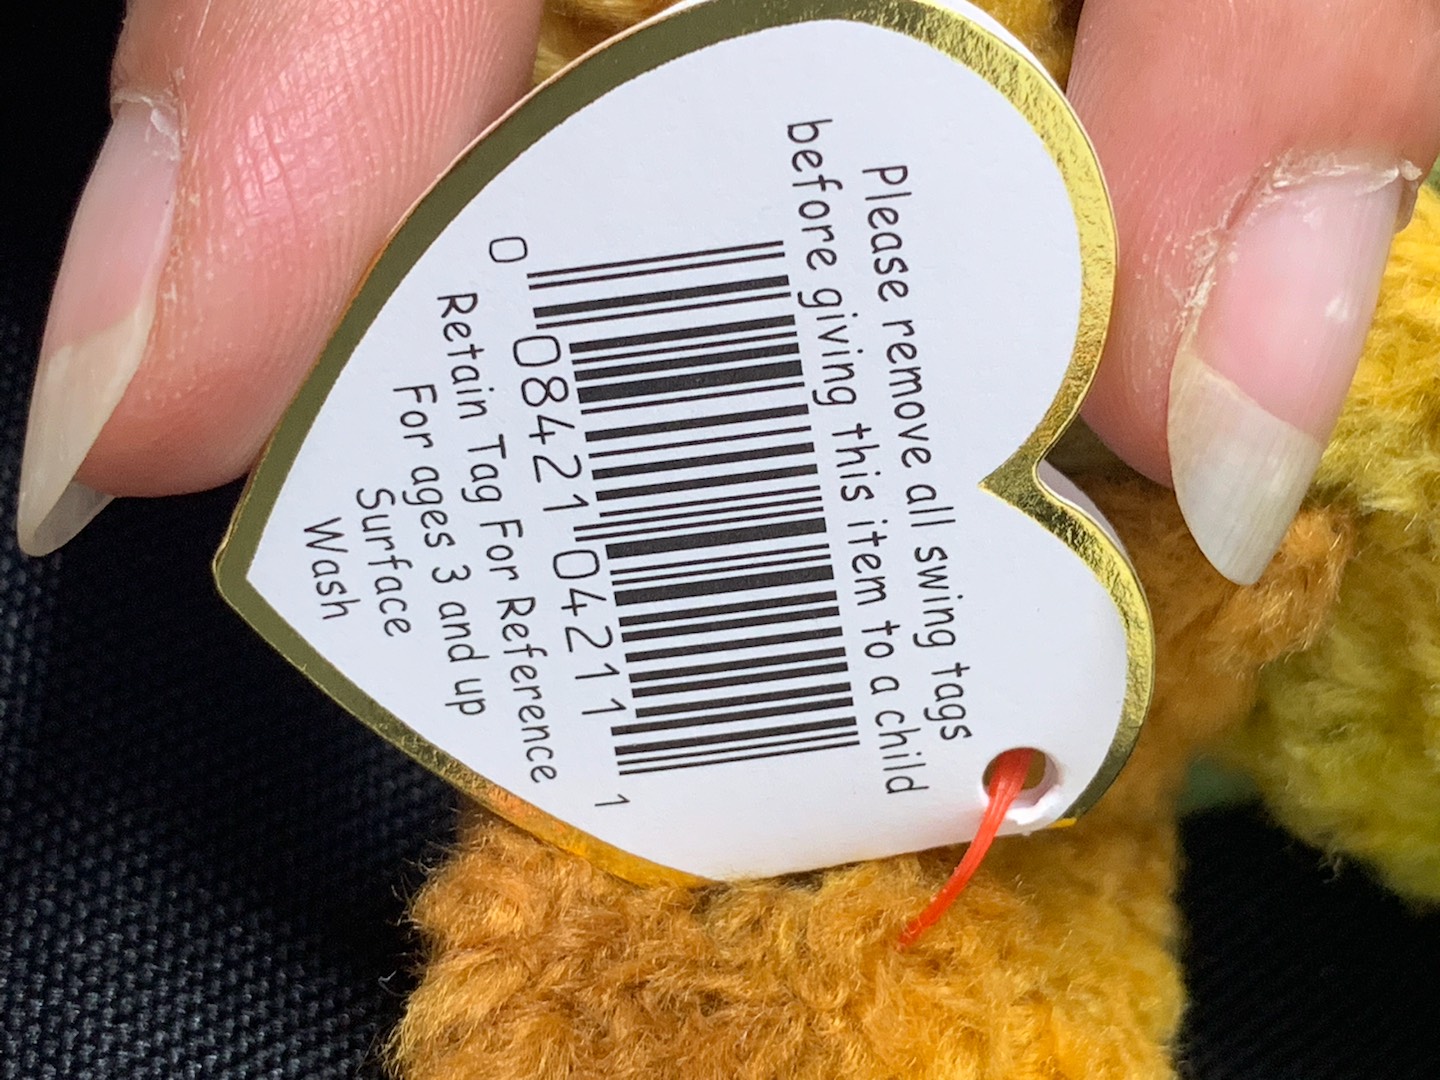 Please remove all swing tags
before giving this item to a child
0 08421 04211 1
Retain Tag For Reference
For ages 3 and up
Surface
Wash